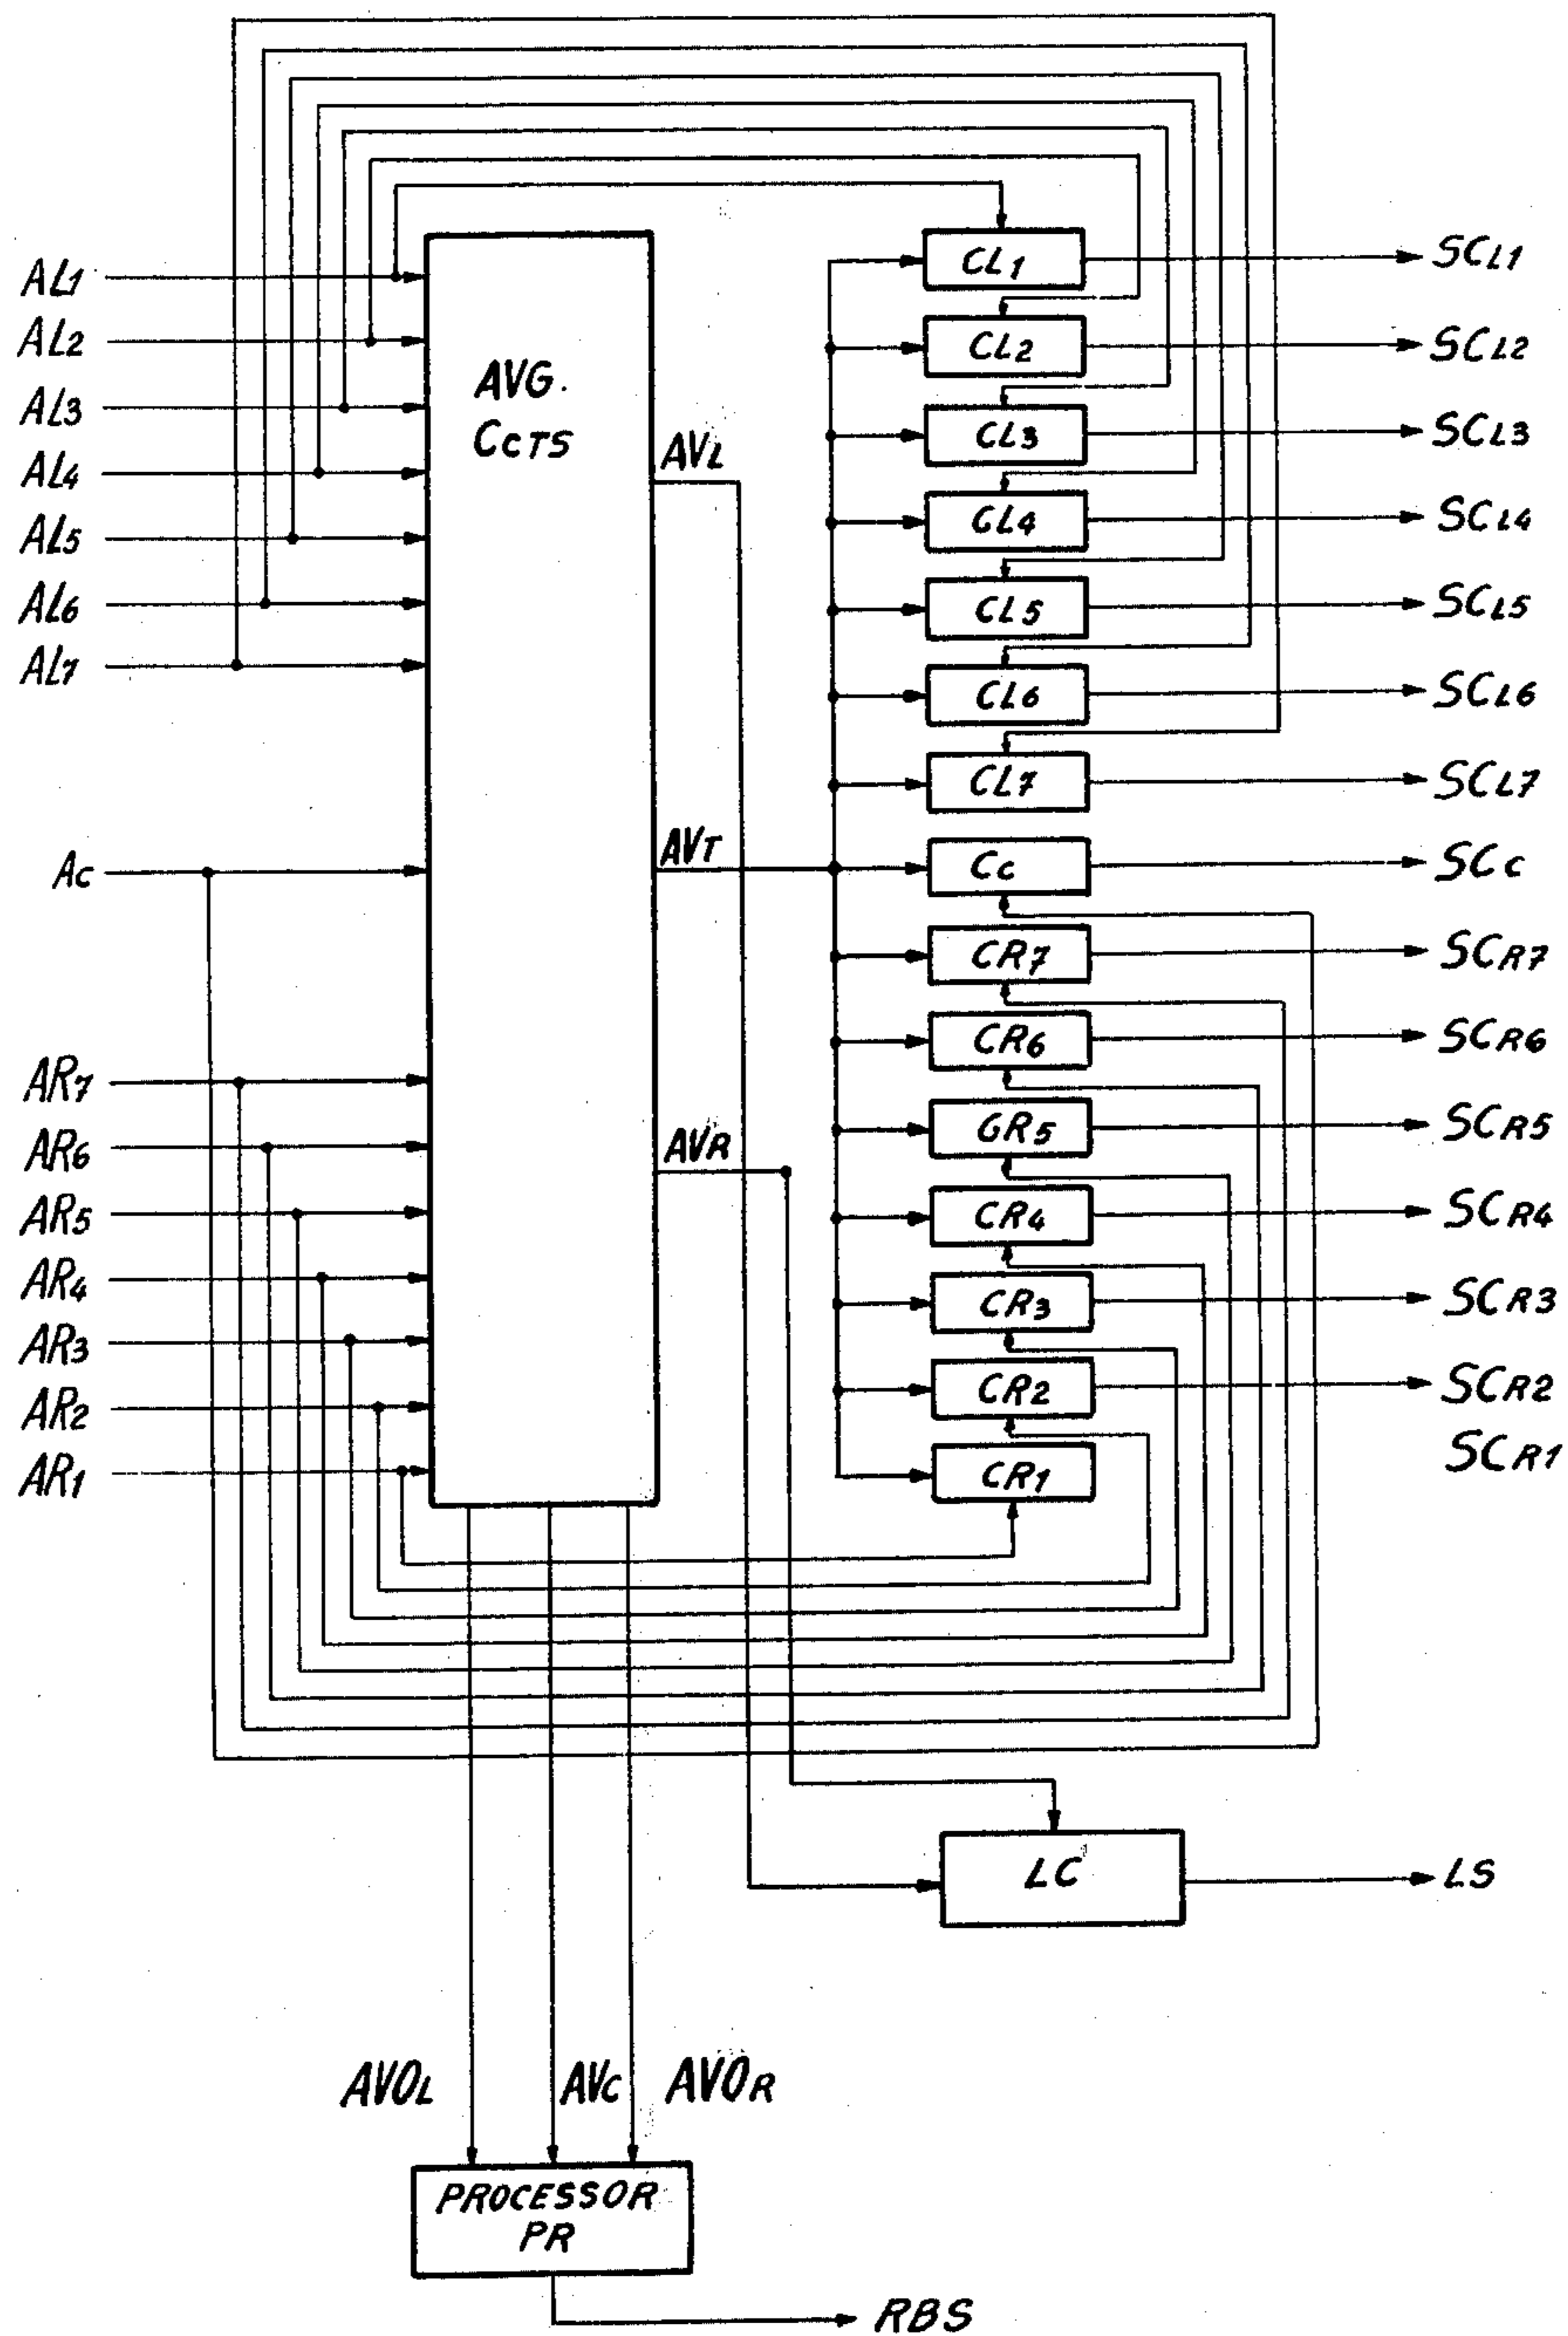 AL1
AL2
AL3
AL4
AL5
AL6
AL7
Ac
AR7
AR6
AR5
AR4
AR3
AR2
AR1
AVG.
CcTS
AVL
AVT
AVR
CL1
CL2
CL3
GL4
CL5
CL6
CL7
Cc
CR7
CR6
GR5
CR4
CR3
CR2
CR1
SCL1
SCL2
SCL3
SCL4
SCL5
SCL6
SCL7
SCc
SCR7
SCR6
SCR5
SCR4
SCR3
SCR2
SCR1
LC
LS
AVOL
AVC
AVOR
PROCESSOR
PR
RBS